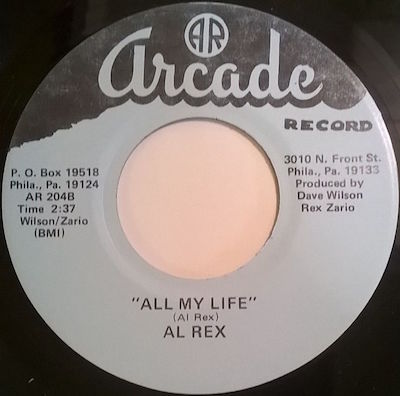 AR
Arcade
RECORD
P. O. Box 19518
Phila., Pa. 19124
AR 204B
Time 2:37
Wilson/Zario
(BMI)
3010 N. Front St.
Phila., Pa. 19133
Produced by
Dave Wilson
Rex Zario
"ALL MY LIFE"
(Al Rex)
AL REX